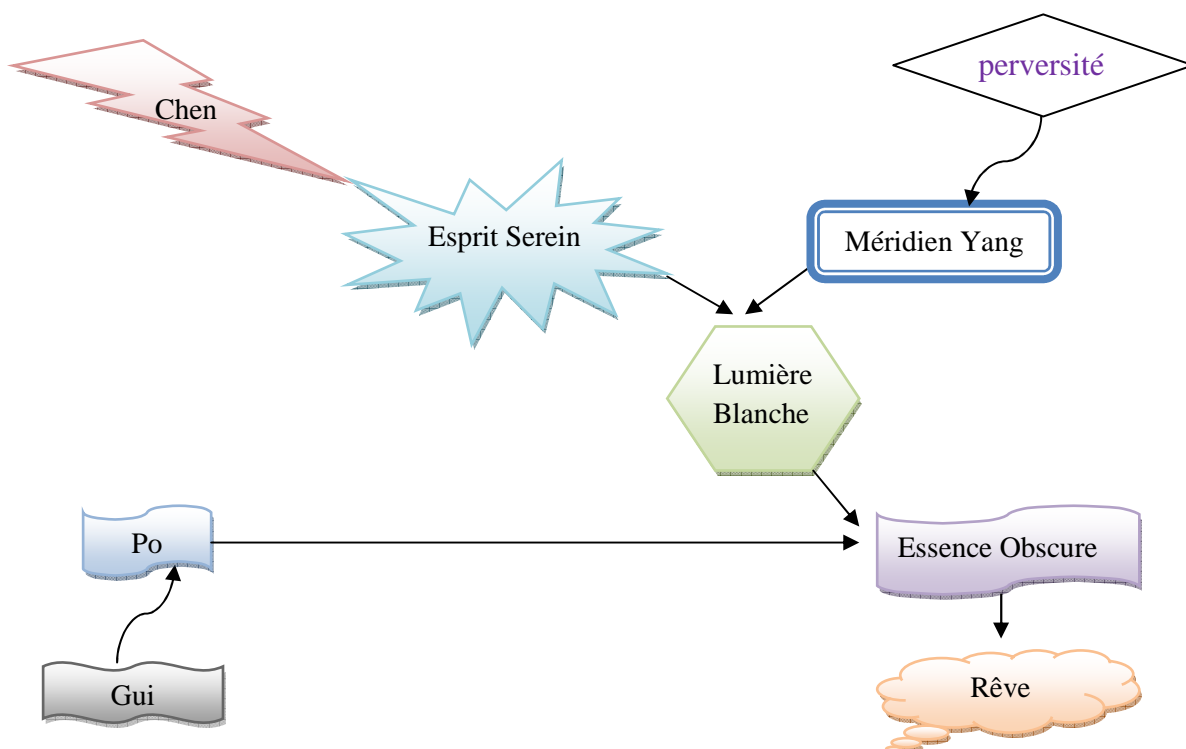 perversité
Chen
Esprit Serein
Méridien Yang
Lumière
Blanche
Po
Essence Obscure
Gui
Rêve